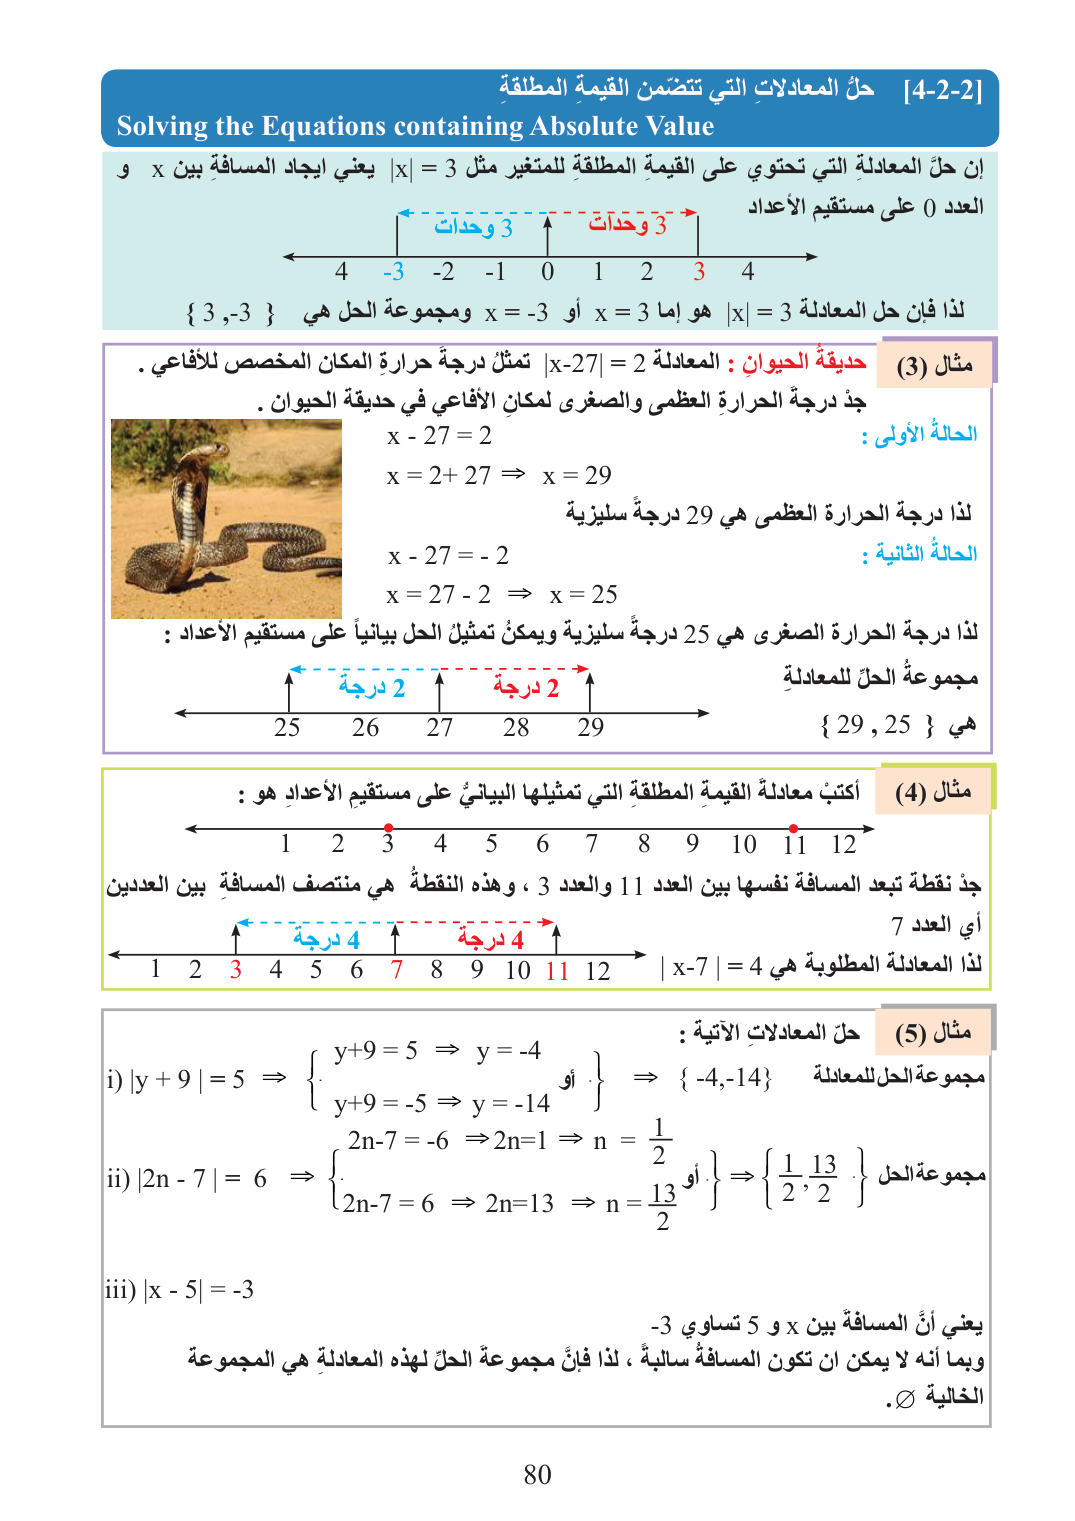 [4-2-2] حلُّ المعادلاتِ التي تتضّمن القيمةِ المطلقةِ
Solving the Equations containing Absolute Value
إن حلَّ المعادلةِ التي تحتوي على القيمةِ المطلقةِ للمتغير مثل |x| = 3 يعني ايجاد المسافةِ بين x و
العدد 0 على مستقيم الأعداد
3 وحدات 3 وحدات
4 -3 -2 -1 0 1 2 3 4
لذا فإن حل المعادلة |x| = 3 هو إما x = 3 أو x = -3 ومجموعة الحل هي { 3 ,-3 }
مثال (3) حديقةُ الحيوانِ : المعادلة |x-27| = 2 تمثلُ درجةَ حرارةِ المكان المخصص للأفاعي .
جدْ درجةَ الحرارةِ العظمى والصغرى لمكانِ الأفاعي في حديقة الحيوان .
الحالةُ الأولى : x - 27 = 2
x = 2+ 27 ⇒ x = 29
لذا درجة الحرارة العظمى هي 29 درجةً سليزية
الحالةُ الثانية : x - 27 = - 2
x = 27 - 2 ⇒ x = 25
لذا درجة الحرارة الصغرى هي 25 درجةً سليزية ويمكنُ تمثيلُ الحل بيانياً على مستقيم الأعداد :
مجموعةُ الحلِّ للمعادلةِ
2 درجة 2 درجة
25 26 27 28 29
هي { 29 , 25 }
مثال (4) أكتبْ معادلةَ القيمةِ المطلقةِ التي تمثيلها البيانيُّ على مستقيمِ الأعدادِ هو :
1 2 3 4 5 6 7 8 9 10 11 12
جدْ نقطة تبعد المسافة نفسها بين العدد 11 والعدد 3 ، وهذه النقطةُ هي منتصف المسافةِ بين العددين
أي العدد 7
4 درجة 4 درجة
1 2 3 4 5 6 7 8 9 10 11 12
لذا المعادلة المطلوبة هي | x-7 | = 4
مثال (5) حلّ المعادلاتِ الآتية :
y+9 = 5 ⇒ y = -4
i) |y + 9 | = 5 ⇒ { أو } ⇒ { -4,-14} مجموعة الحل للمعادلة
y+9 = -5 ⇒ y = -14
2n-7 = -6 ⇒ 2n=1 ⇒ n = 1/2
ii) |2n - 7 | = 6 ⇒ { أو } ⇒ { 1/2 , 13/2 } مجموعة الحل
2n-7 = 6 ⇒ 2n=13 ⇒ n = 13/2
iii) |x - 5| = -3
يعني أنَّ المسافةَ بين x و 5 تساوي -3
وبما أنه لا يمكن ان تكون المسافةُ سالبةً ، لذا فإنَّ مجموعةَ الحلِّ لهذه المعادلةِ هي المجموعة
الخالية ∅ .
80